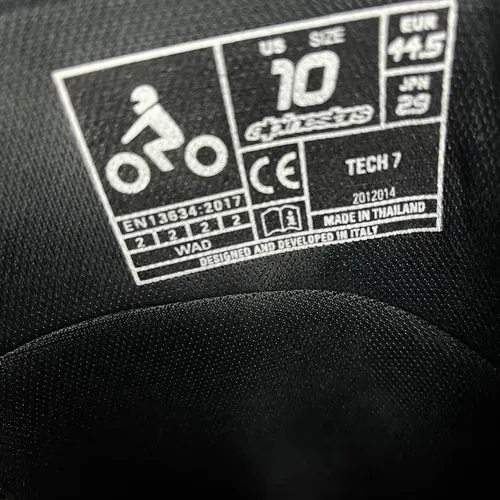 US SIZE
10
alpinestars
EUR
44.5
JPN
29
EN13634:2017
2 2 2 2
WAD
CE
TECH 7
2012014
MADE IN THAILAND
DESIGNED AND DEVELOPED IN ITALY